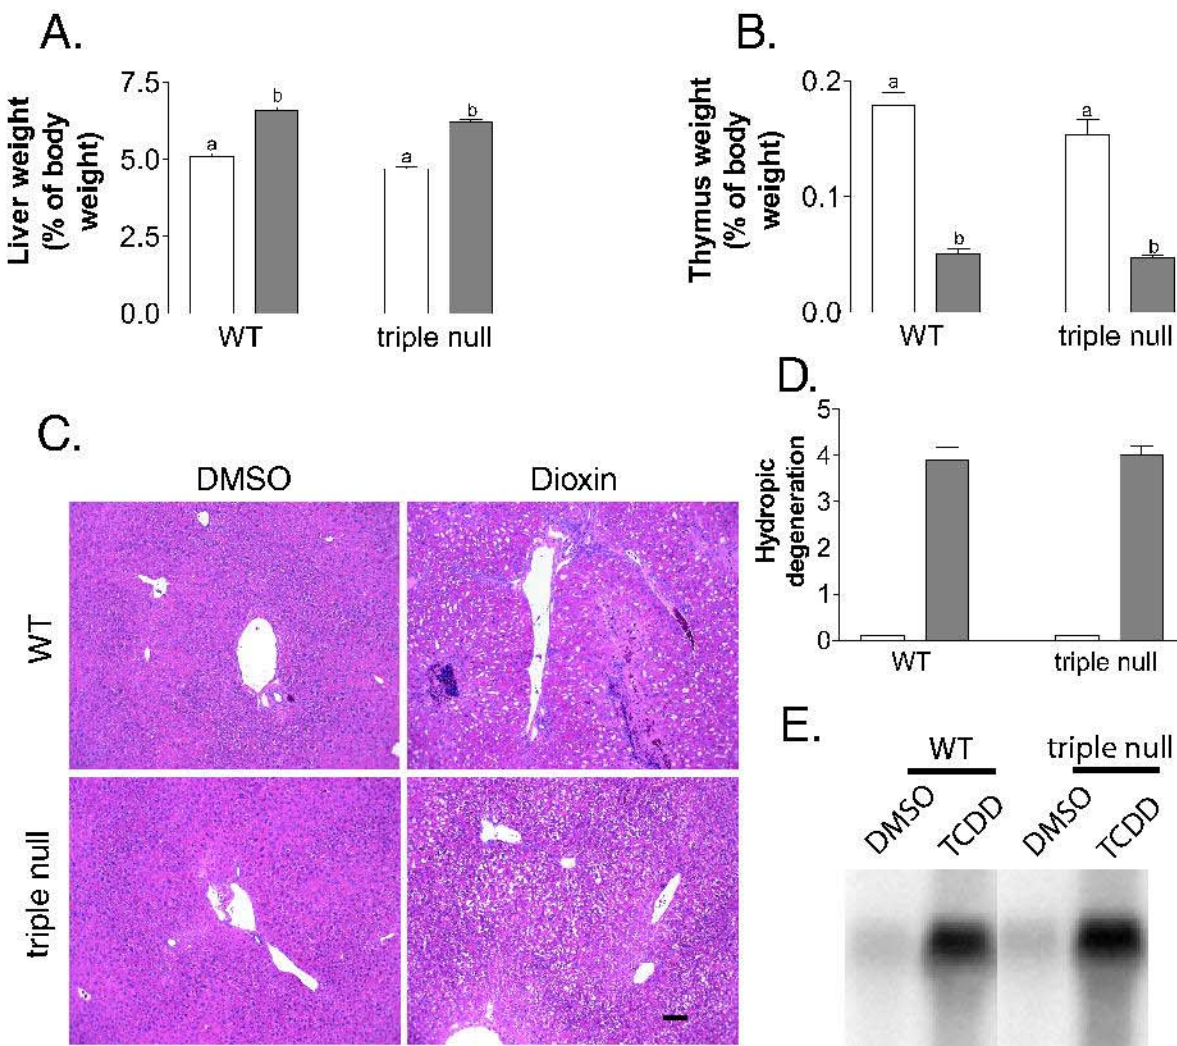 A.
Liver weight
(% of body
weight)
7.5
5.0
2.5
0.0
a
b
a
b
WT
triple null
B.
Thymus weight
(% of body
weight)
0.2
0.1
0.0
a
b
a
b
WT
triple null
C.
DMSO
Dioxin
WT
triple null
D.
Hydropic
degeneration
5
4
3
2
1
0
WT
triple null
E.
WT
triple null
DMSO
TCDD
DMSO
TCDD